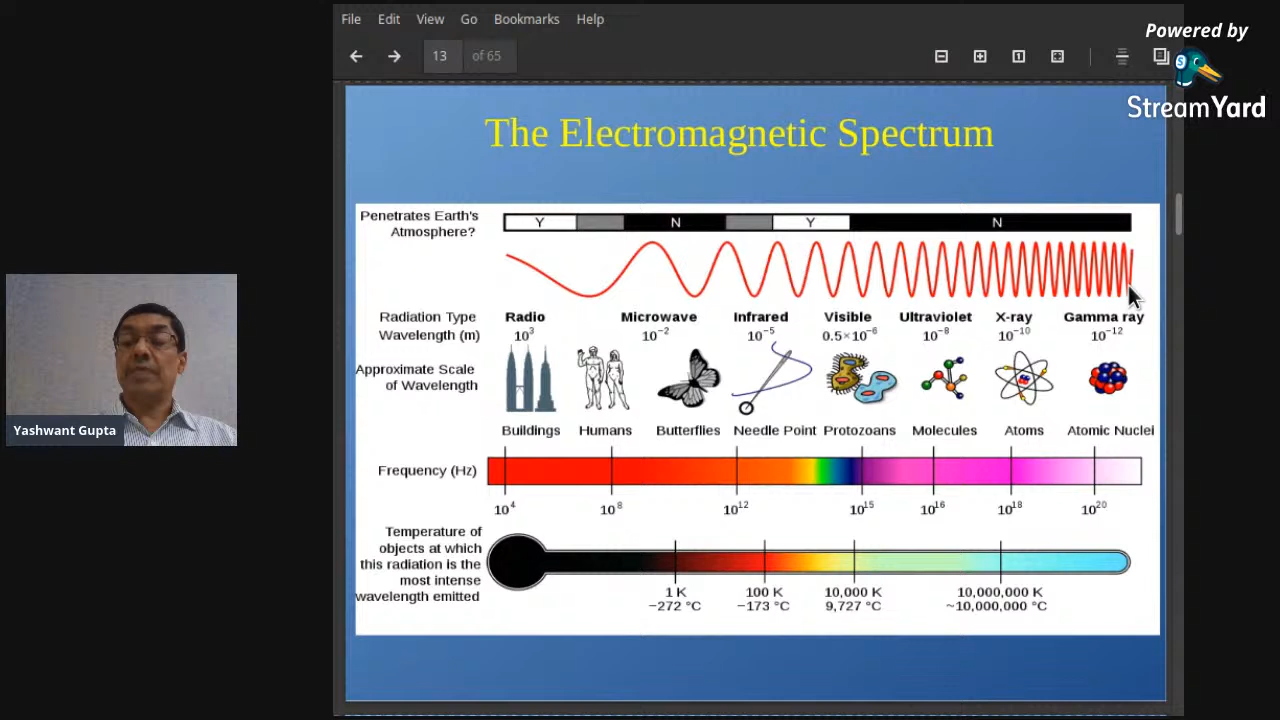 File Edit View Go Bookmarks Help
Powered by
13 of 65
StreamYard
The Electromagnetic Spectrum
Penetrates Earth's
Atmosphere?
Y N Y N
Radiation Type Radio Microwave Infrared Visible Ultraviolet X-ray Gamma ray
Wavelength (m) 10³ 10⁻² 10⁻⁵ 0.5×10⁻⁶ 10⁻⁸ 10⁻¹⁰ 10⁻¹²
Approximate Scale
of Wavelength
Buildings Humans Butterflies Needle Point Protozoans Molecules Atoms Atomic Nuclei
Yashwant Gupta
Frequency (Hz)
10⁴ 10⁸ 10¹² 10¹⁵ 10¹⁶ 10¹⁸ 10²⁰
Temperature of
objects at which
this radiation is the
most intense
wavelength emitted
1 K 100 K 10,000 K 10,000,000 K
−272 °C −173 °C 9,727 °C ~10,000,000 °C